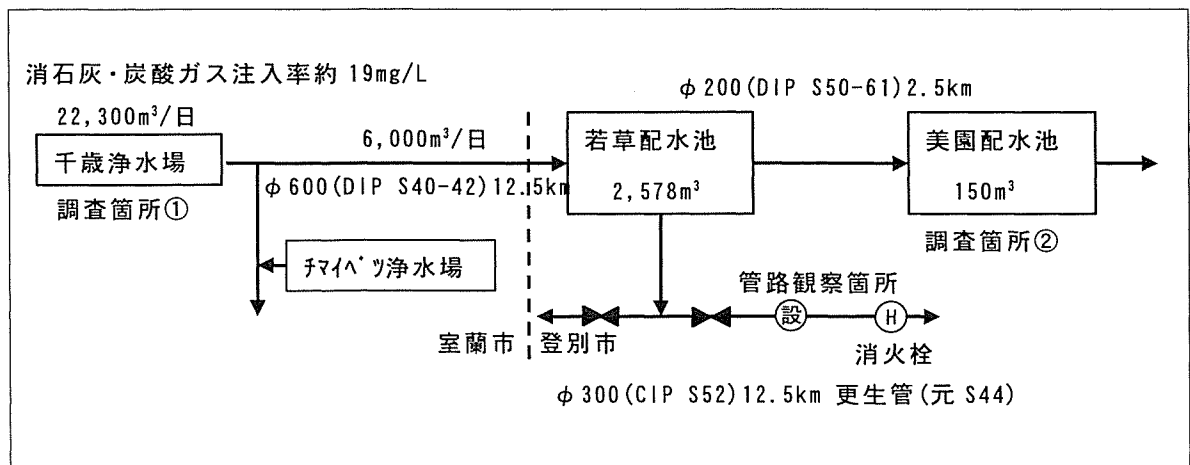 消石灰・炭酸ガス注入率約 19mg/L
22,300m³/日
千歳浄水場
調査箇所①
6,000m³/日
φ600(DIP S40-42)12.5km
チマイベツ浄水場
φ200(DIP S50-61)2.5km
若草配水池
2,578m³
美園配水池
150m³
調査箇所②
管路観察箇所
設
H
消火栓
室蘭市
登別市
φ300(CIP S52)12.5km 更生管(元 S44)